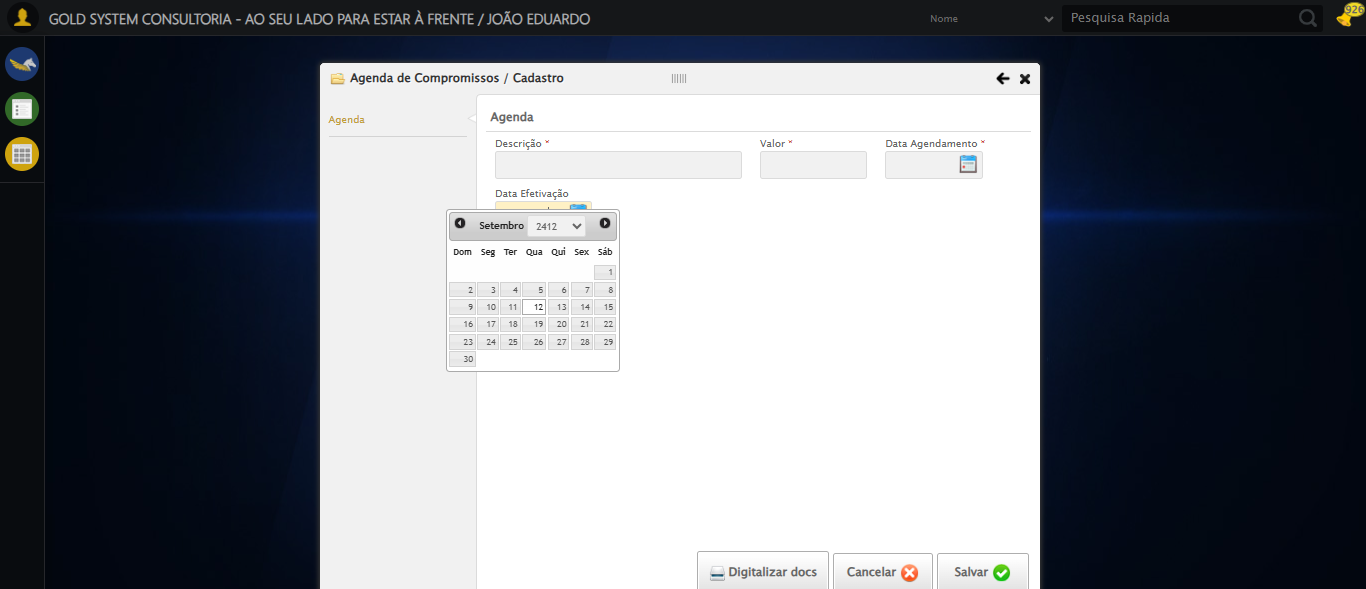 GOLD SYSTEM CONSULTORIA - AO SEU LADO PARA ESTAR À FRENTE / JOÃO EDUARDO
Nome
Pesquisa Rapida
926
Agenda de Compromissos / Cadastro
Agenda
Agenda
Descrição *
Valor *
Data Agendamento *
Data Efetivação
Setembro 2412
Dom Seg Ter Qua Qui Sex Sáb
1
2 3 4 5 6 7 8
9 10 11 12 13 14 15
16 17 18 19 20 21 22
23 24 25 26 27 28 29
30
Digitalizar docs
Cancelar
Salvar